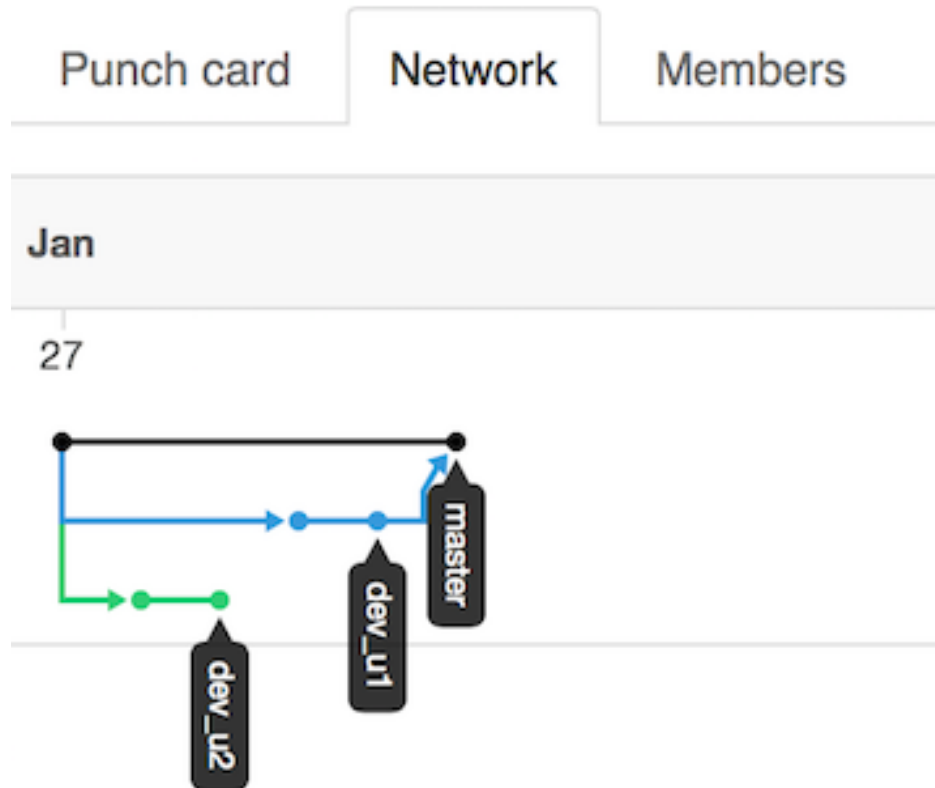 Punch card Network Members
Jan
27
master
dev_u1
dev_u2